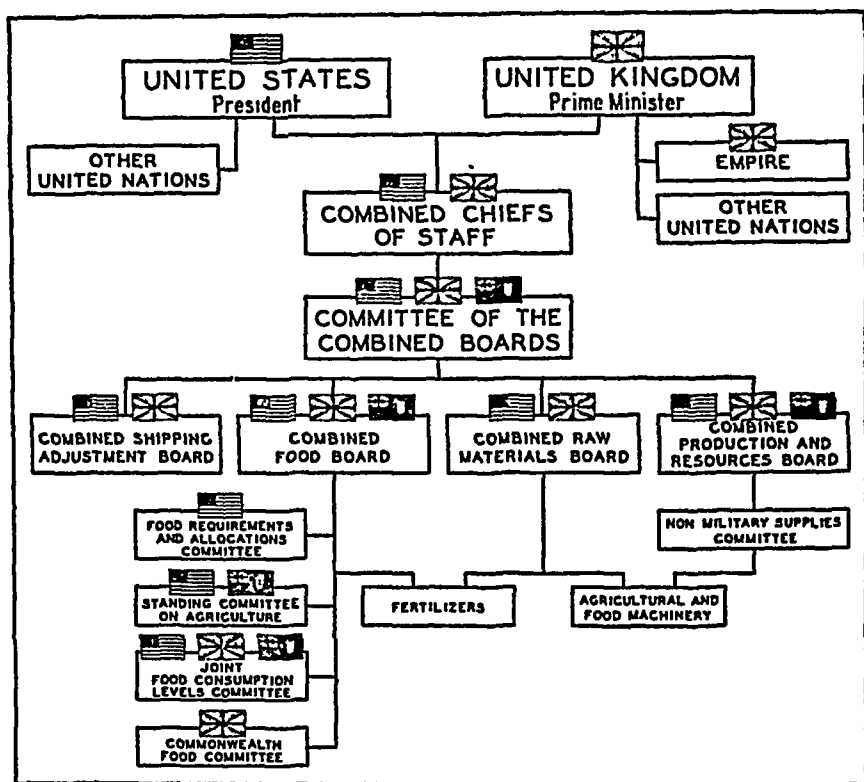 UNITED STATES
President
UNITED KINGDOM
Prime Minister
OTHER
UNITED NATIONS
EMPIRE
OTHER
UNITED NATIONS
COMBINED CHIEFS
OF STAFF
COMMITTEE OF THE
COMBINED BOARDS
COMBINED SHIPPING
ADJUSTMENT BOARD
COMBINED
FOOD BOARD
COMBINED RAW
MATERIALS BOARD
COMBINED
PRODUCTION AND
RESOURCES BOARD
FOOD REQUIREMENTS
AND ALLOCATIONS
COMMITTEE
NON MILITARY SUPPLIES
COMMITTEE
STANDING COMMITTEE
ON AGRICULTURE
FERTILIZERS
AGRICULTURAL AND
FOOD MACHINERY
JOINT
FOOD CONSUMPTION
LEVELS COMMITTEE
COMMONWEALTH
FOOD COMMITTEE